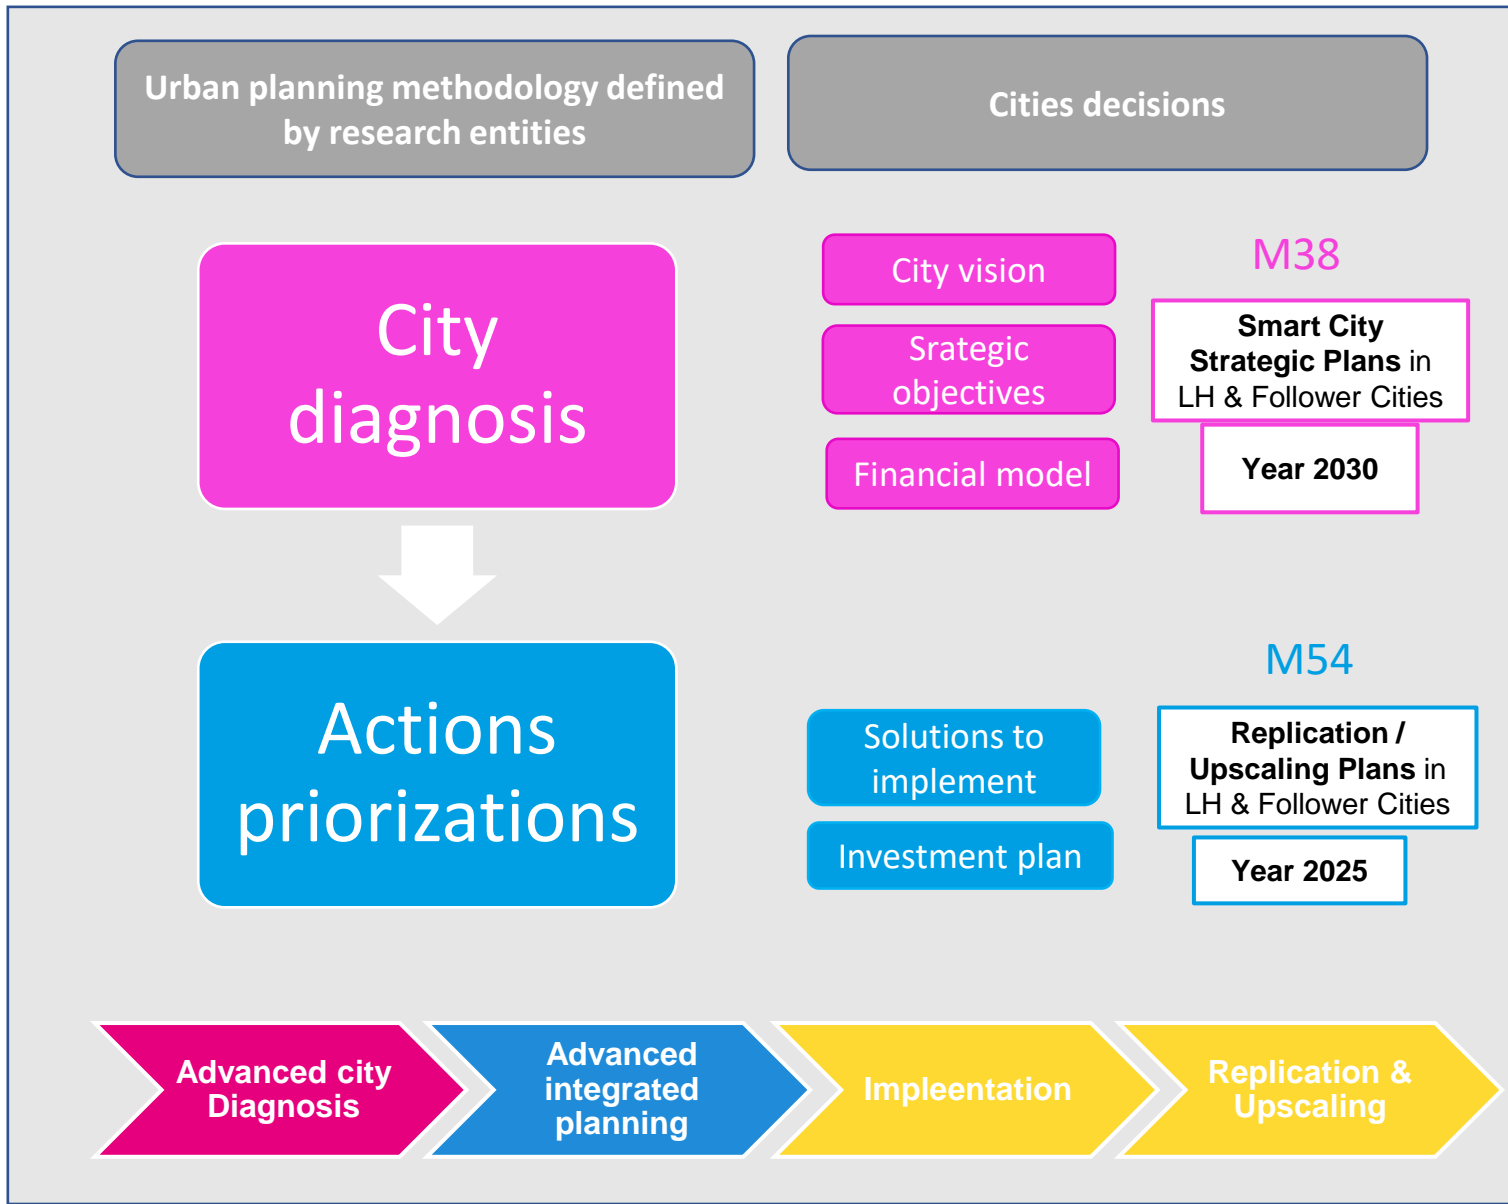 Urban planning methodology defined
by research entities
Cities decisions
City
diagnosis
City vision
Srategic
objectives
Financial model
M38
Smart City
Strategic Plans in
LH & Follower Cities
Year 2030
Actions
priorizations
Solutions to
implement
Investment plan
M54
Replication /
Upscaling Plans in
LH & Follower Cities
Year 2025
Advanced city
Diagnosis
Advanced
integrated
planning
Impleentation
Replication &
Upscaling